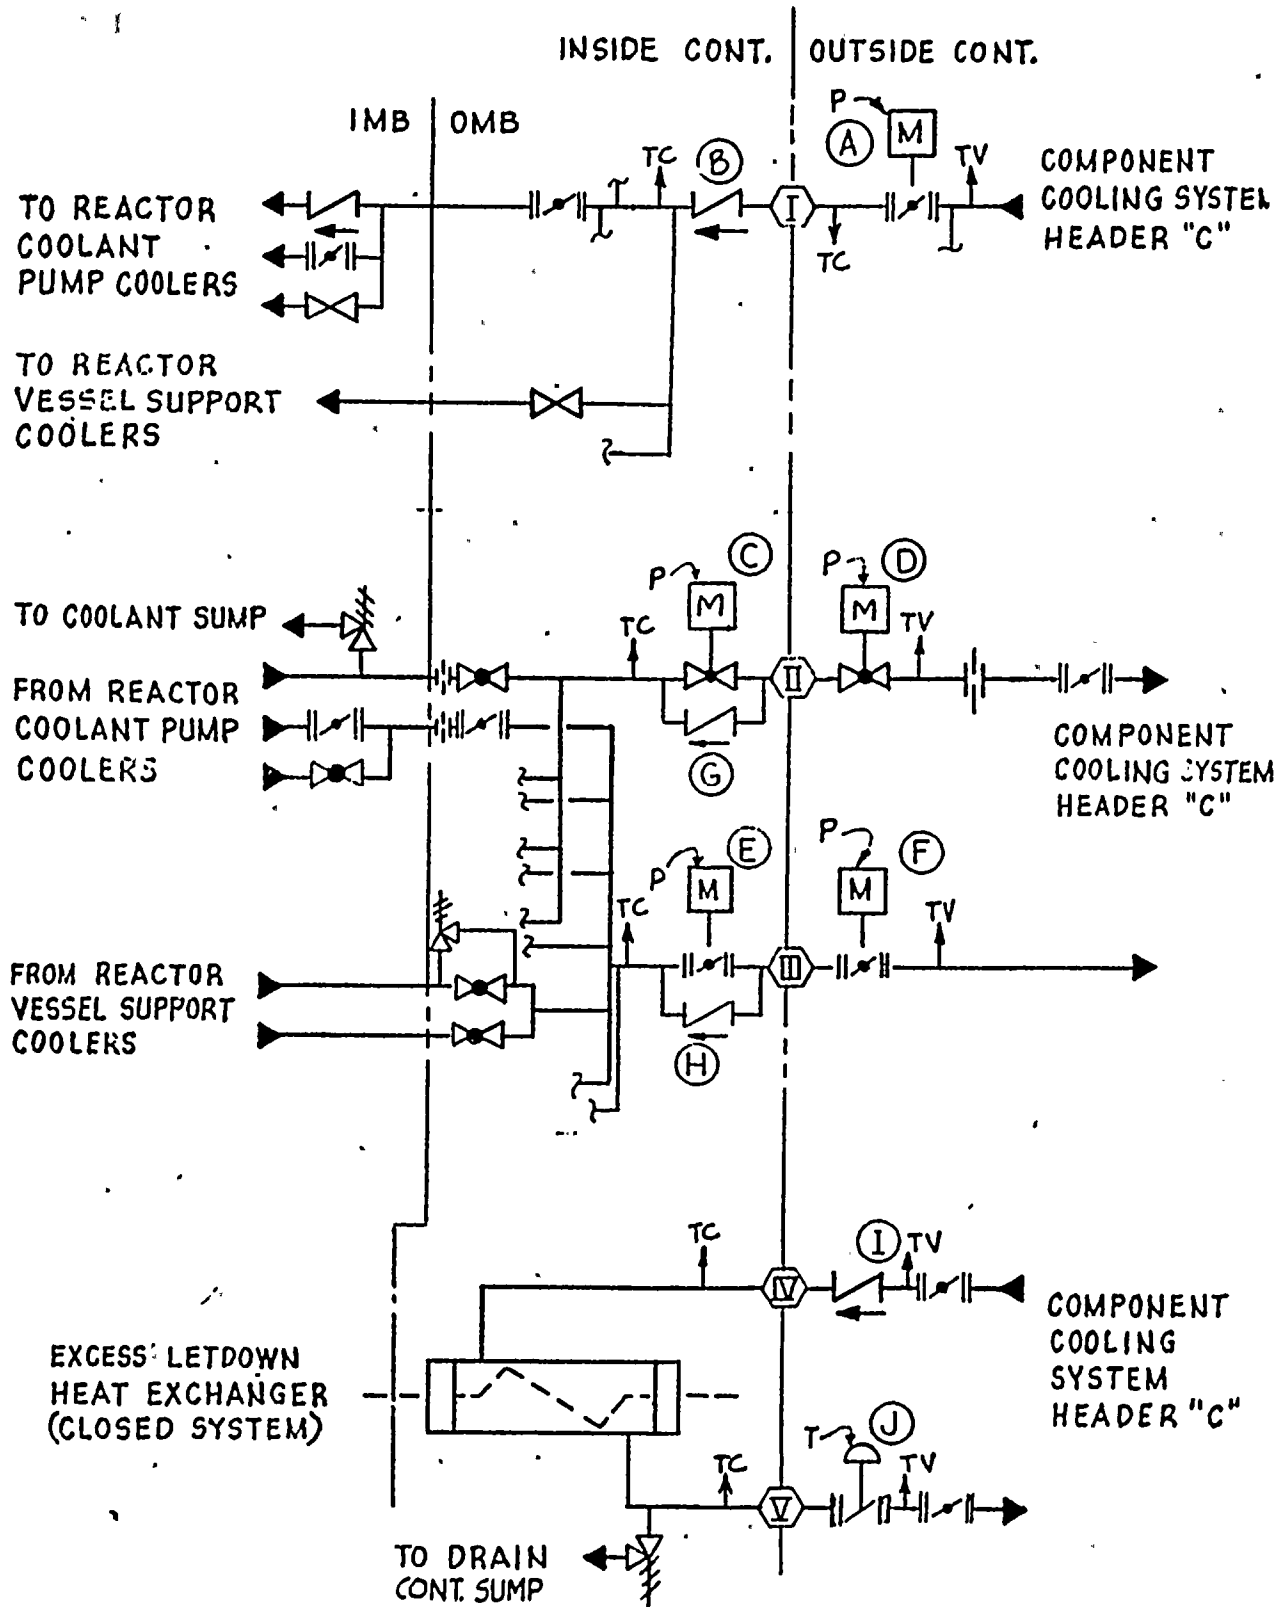 INSIDE CONT. OUTSIDE CONT.
IMB OMB
P
A
M
TC
B
TV
I
TC
COMPONENT
COOLING SYSTEM
HEADER "C"
TO REACTOR
COOLANT
PUMP COOLERS
TO REACTOR
VESSEL SUPPORT
COOLERS
C
D
P
P
M
M
TO COOLANT SUMP
TC
TV
II
FROM REACTOR
COOLANT PUMP
COOLERS
G
COMPONENT
COOLING SYSTEM
HEADER "C"
E
F
P
P
M
M
TC
TV
III
FROM REACTOR
VESSEL SUPPORT
COOLERS
H
TC
I
TV
IV
COMPONENT
COOLING
SYSTEM
HEADER "C"
EXCESS LETDOWN
HEAT EXCHANGER
(CLOSED SYSTEM)
T
J
TC
TV
V
TO DRAIN
CONT. SUMP